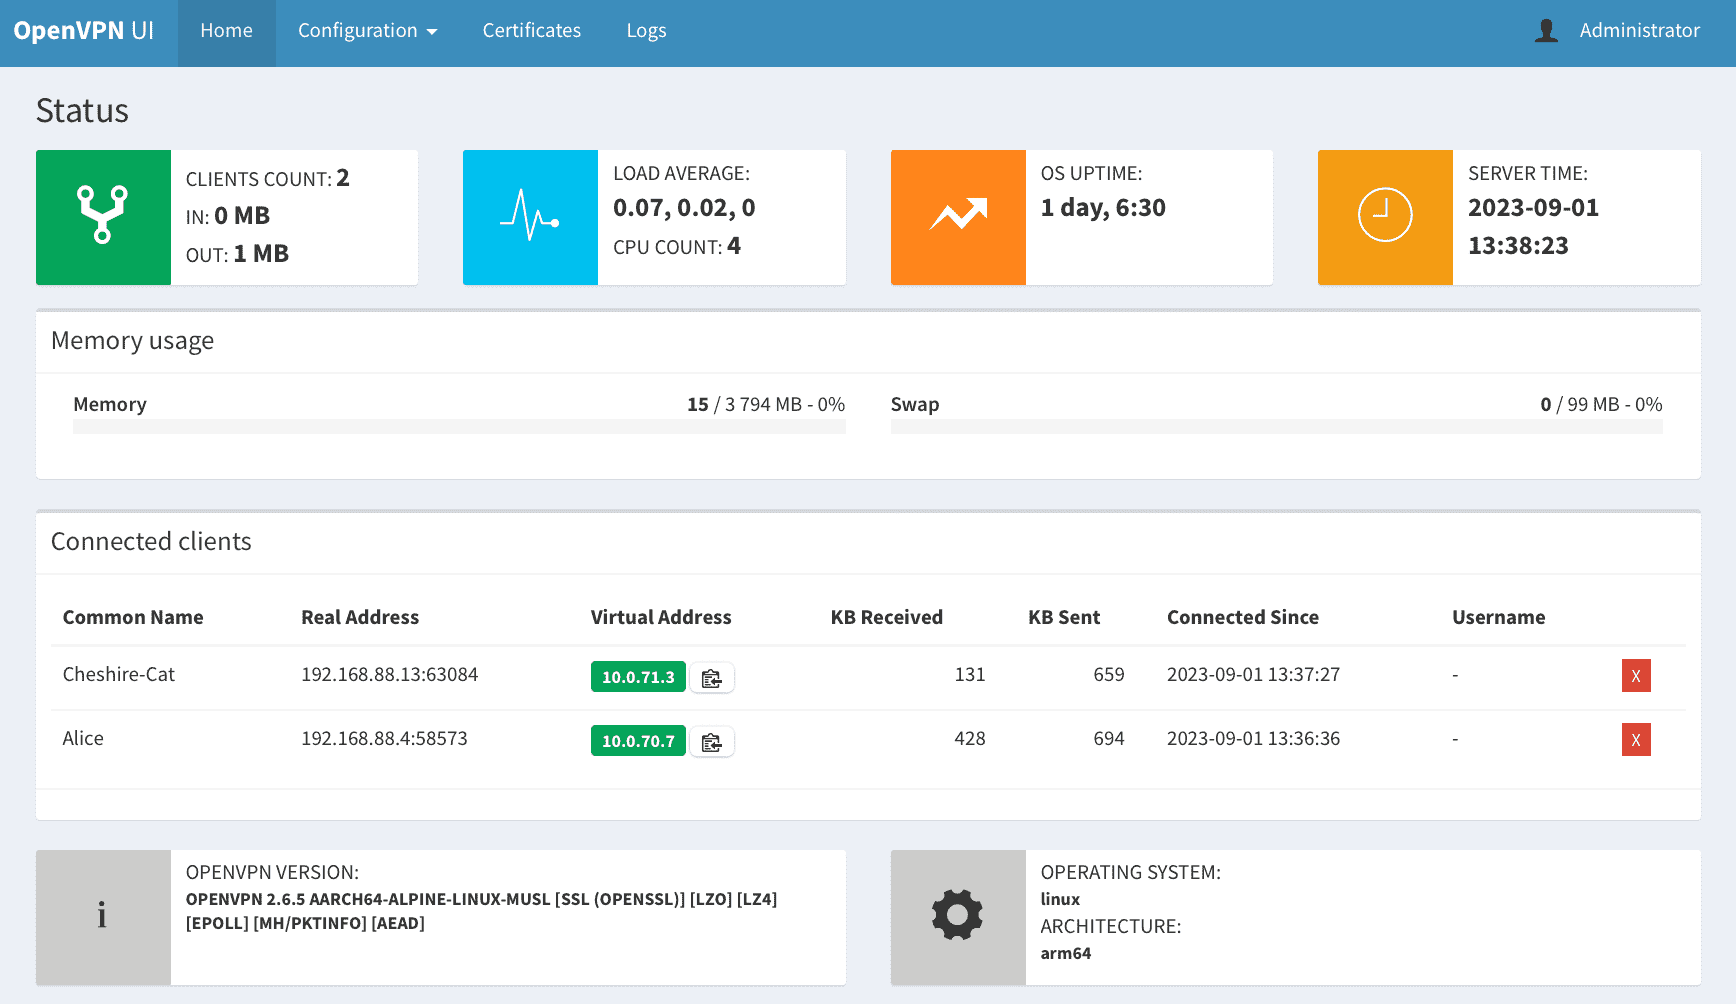 OpenVPN UI Home Configuration Certificates Logs Administrator
Status
CLIENTS COUNT: 2
IN: 0 MB
OUT: 1 MB
LOAD AVERAGE:
0.07, 0.02, 0
CPU COUNT: 4
OS UPTIME:
1 day, 6:30
SERVER TIME:
2023-09-01
13:38:23
Memory usage
Memory 15 / 3 794 MB - 0%
Swap 0 / 99 MB - 0%
Connected clients
Common Name Real Address Virtual Address KB Received KB Sent Connected Since Username
Cheshire-Cat 192.168.88.13:63084 10.0.71.3 131 659 2023-09-01 13:37:27 - X
Alice 192.168.88.4:58573 10.0.70.7 428 694 2023-09-01 13:36:36 - X
OPENVPN VERSION:
OPENVPN 2.6.5 AARCH64-ALPINE-LINUX-MUSL [SSL (OPENSSL)] [LZO] [LZ4]
[EPOLL] [MH/PKTINFO] [AEAD]
OPERATING SYSTEM:
linux
ARCHITECTURE:
arm64